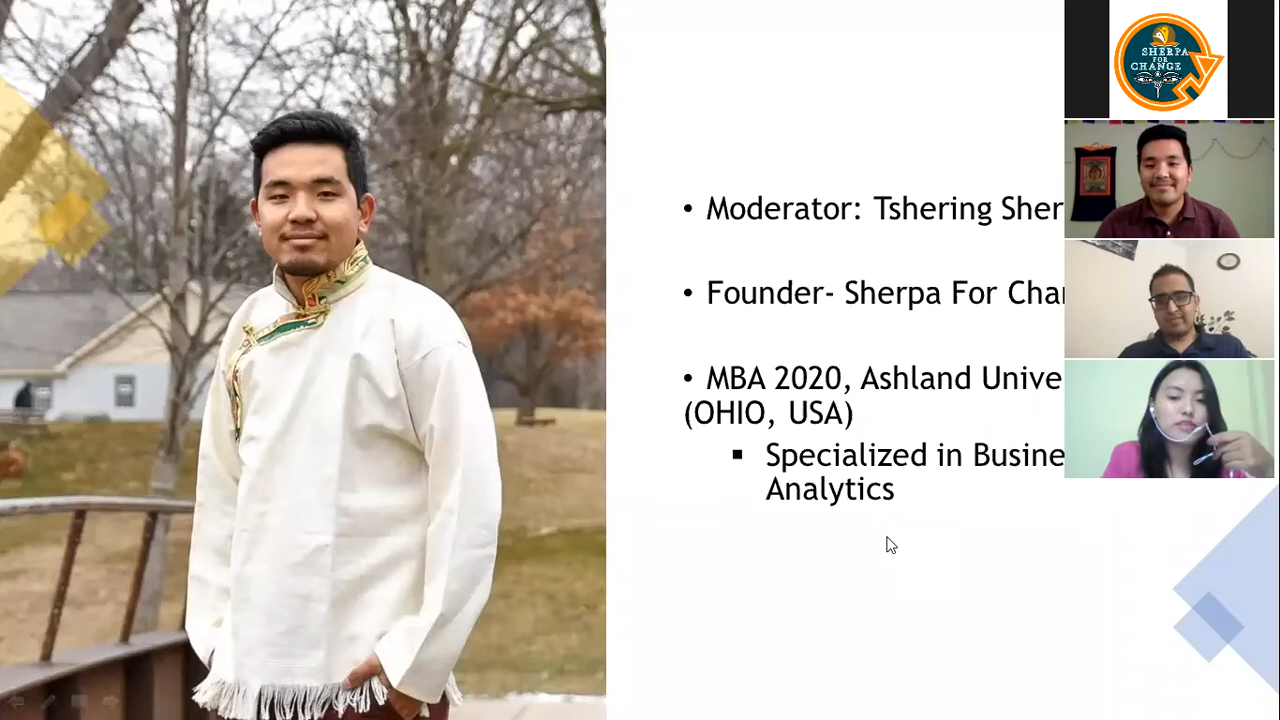 • Moderator: Tshering Sher
• Founder- Sherpa For Char
• MBA 2020, Ashland Unive
(OHIO, USA)
▪ Specialized in Busine
Analytics
SHERPA
FOR
CHANGE